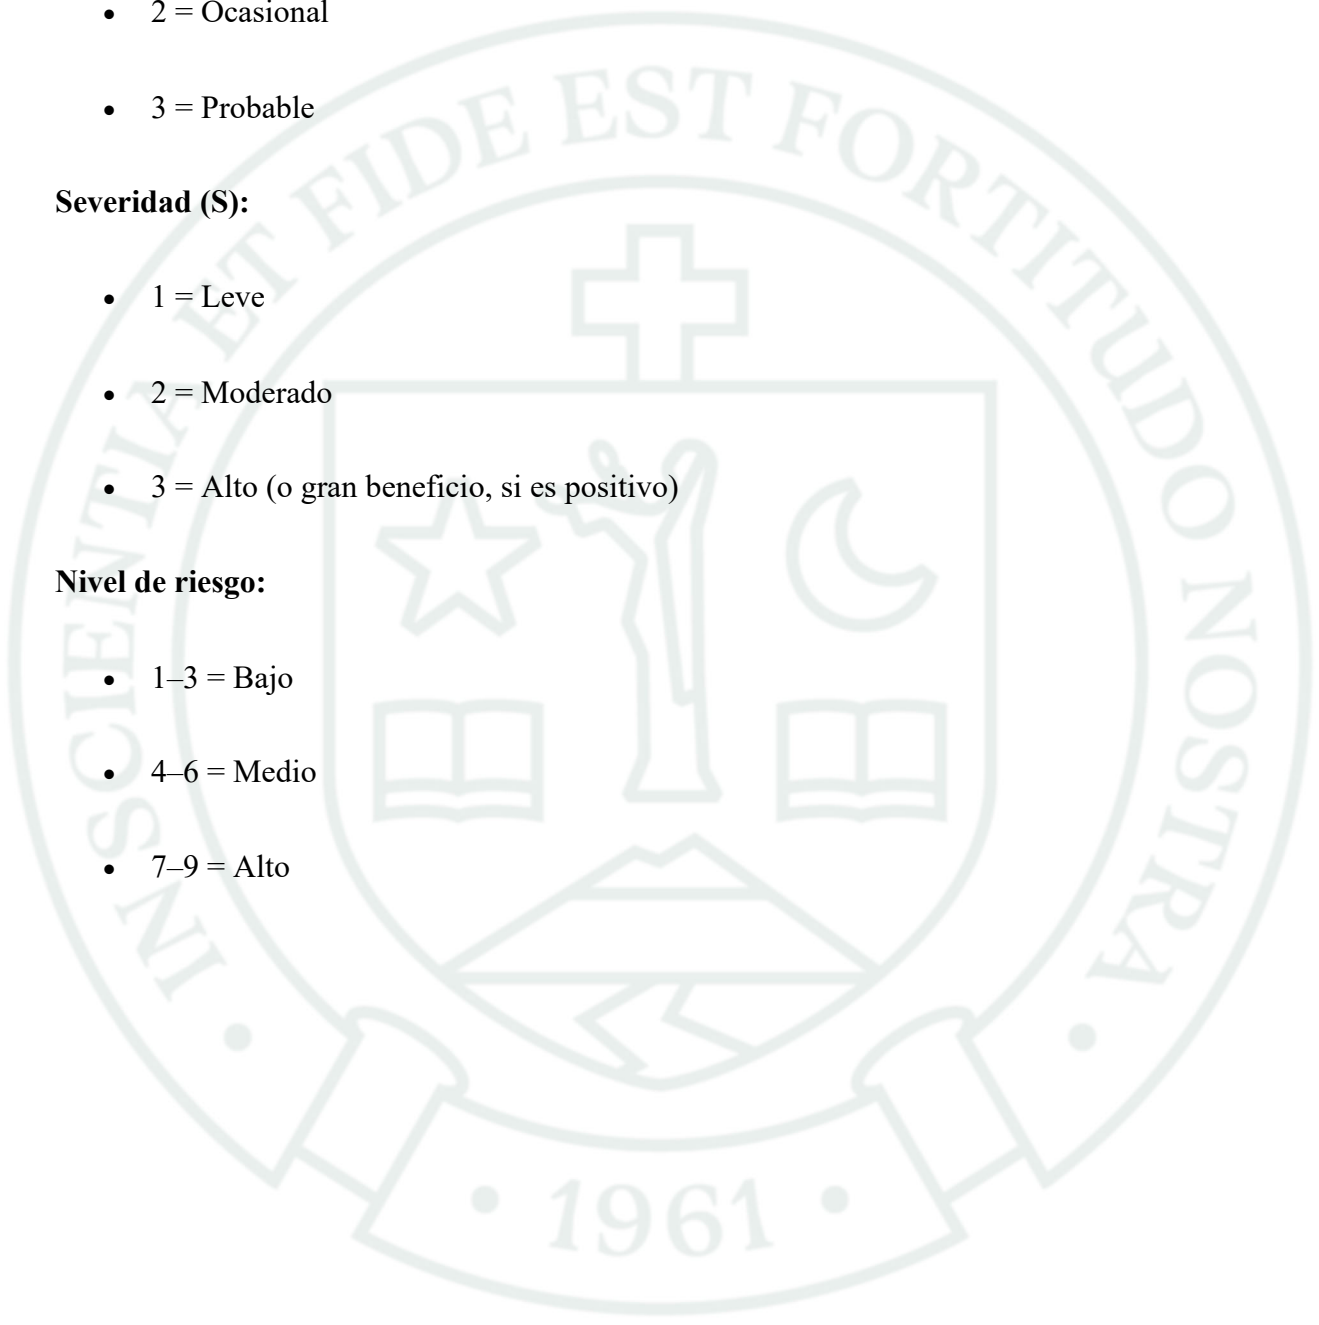 • 2 = Ocasional
• 3 = Probable
Severidad (S):
• 1 = Leve
• 2 = Moderado
• 3 = Alto (o gran beneficio, si es positivo)
Nivel de riesgo:
• 1–3 = Bajo
• 4–6 = Medio
• 7–9 = Alto
IN SCIENTIA ET FIDE EST FORTITUDO NOSTRA
• 1961 •